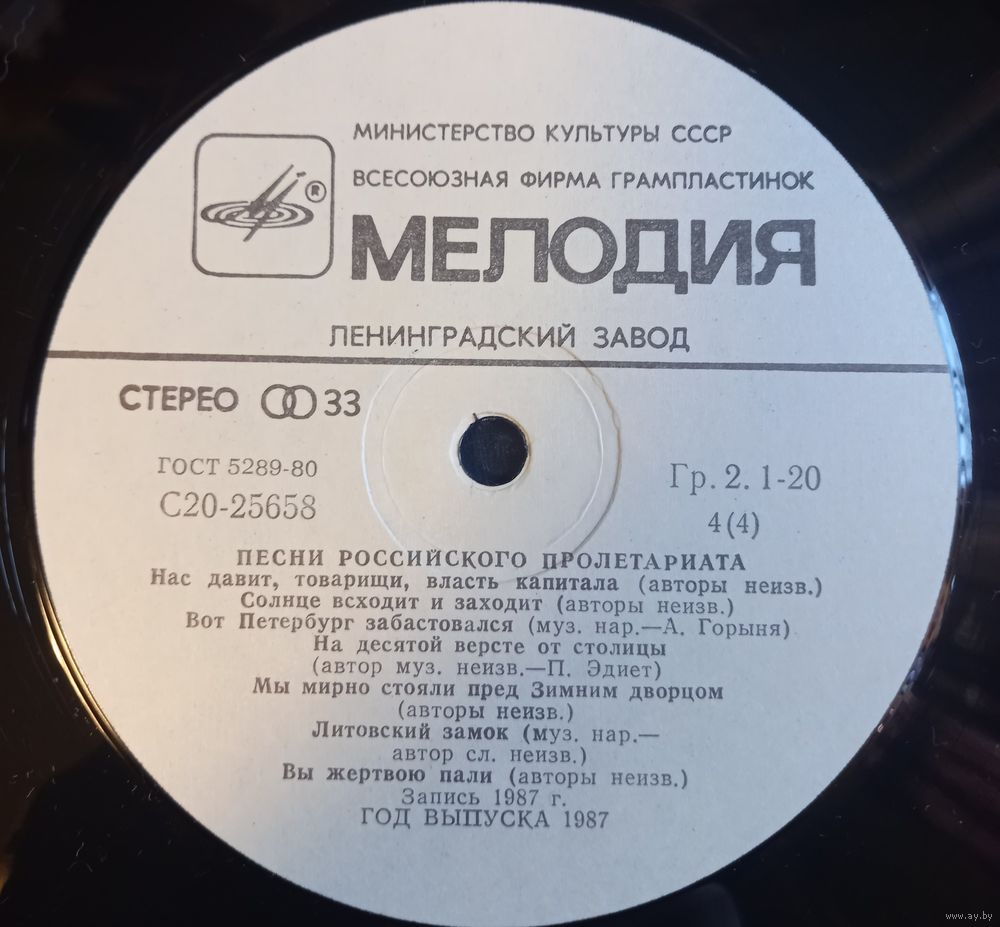 МИНИСТЕРСТВО КУЛЬТУРЫ СССР
ВСЕСОЮЗНАЯ ФИРМА ГРАМПЛАСТИНОК
®
МЕЛОДИЯ
ЛЕНИНГРАДСКИЙ ЗАВОД
СТЕРЕО 33
ГОСТ 5289-80
С20-25658
Гр. 2. 1-20
4(4)
ПЕСНИ РОССИЙСКОГО ПРОЛЕТАРИАТА
Нас давит, товарищи, власть капитала (авторы неизв.)
Солнце всходит и заходит (авторы неизв.)
Вот Петербург забастовался (муз. нар.—А. Горыня)
На десятой версте от столицы
(автор муз. неизв.—П. Эдиет)
Мы мирно стояли пред Зимним дворцом
(авторы неизв.)
Литовский замок (муз. нар.—
автор сл. неизв.)
Вы жертвою пали (авторы неизв.)
Запись 1987 г.
ГОД ВЫПУСКА 1987
www.ay.by